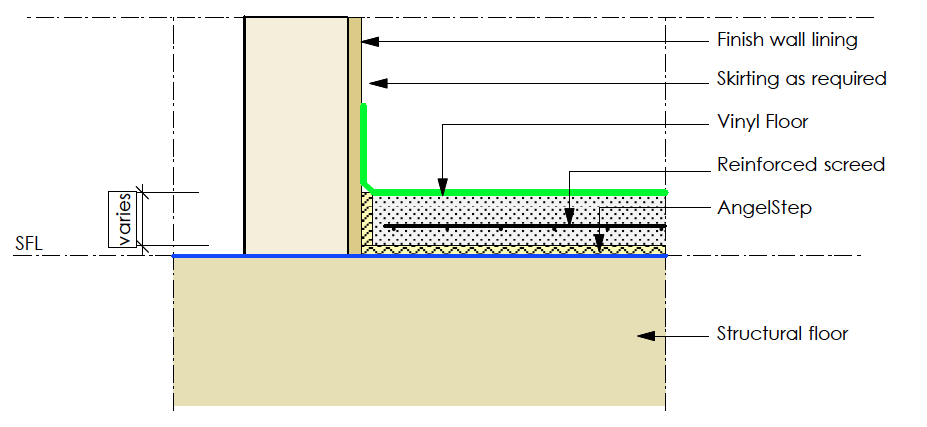 Finish wall lining
Skirting as required
Vinyl Floor
Reinforced screed
AngelStep
varies
SFL
Structural floor